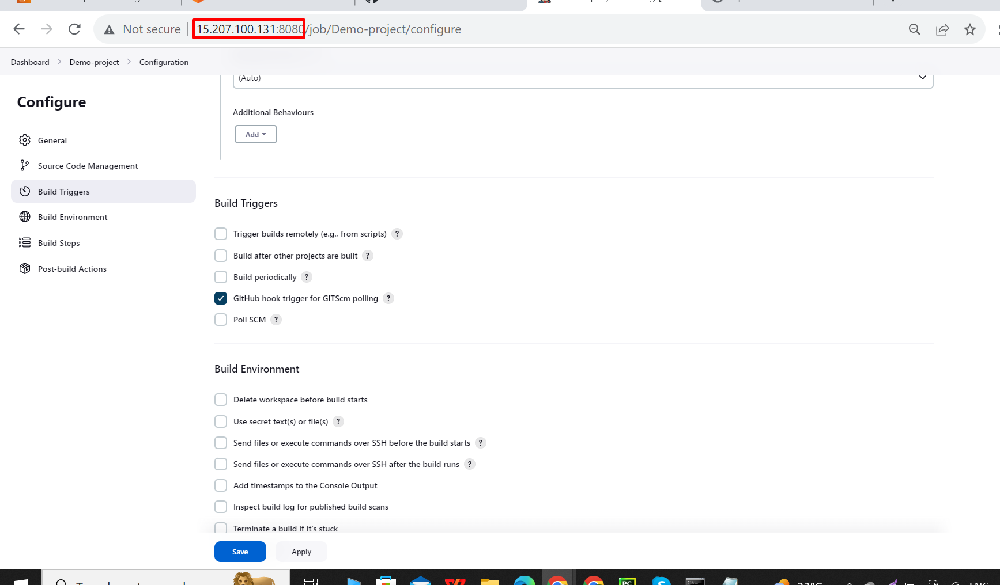 Not secure | 15.207.100.131:8080/job/Demo-project/configure
Dashboard > Demo-project > Configuration
(Auto)
Configure
Additional Behaviours
Add
General
Source Code Management
Build Triggers
Build Environment
Build Steps
Post-build Actions
Build Triggers
Trigger builds remotely (e.g., from scripts) ?
Build after other projects are built ?
Build periodically ?
GitHub hook trigger for GITScm polling ?
Poll SCM ?
Build Environment
Delete workspace before build starts
Use secret text(s) or file(s) ?
Send files or execute commands over SSH before the build starts ?
Send files or execute commands over SSH after the build runs ?
Add timestamps to the Console Output
Inspect build log for published build scans
Terminate a build if it's stuck
Save
Apply
PC
ENG